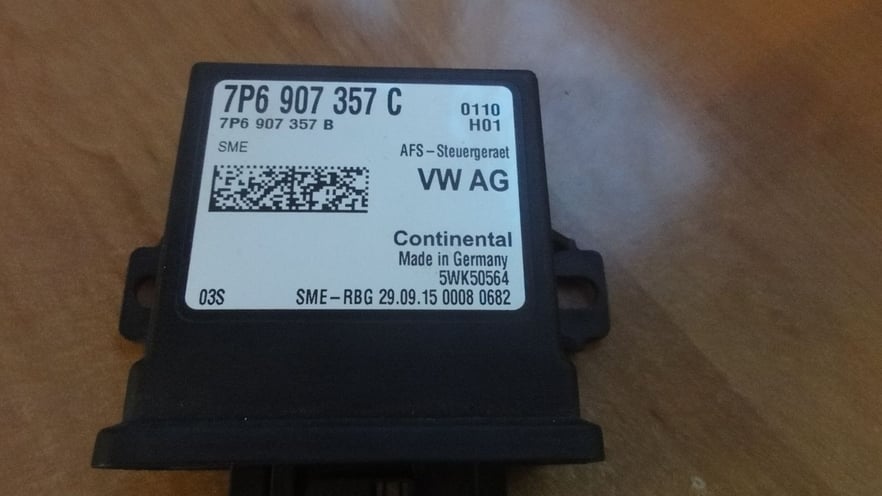 7P6 907 357 C
0110
7P6 907 357 B
H01
SME
AFS-Steuergeraet
VW AG
Continental
Made in Germany
5WK50564
03S
SME-RBG 29.09.15 0008 0682